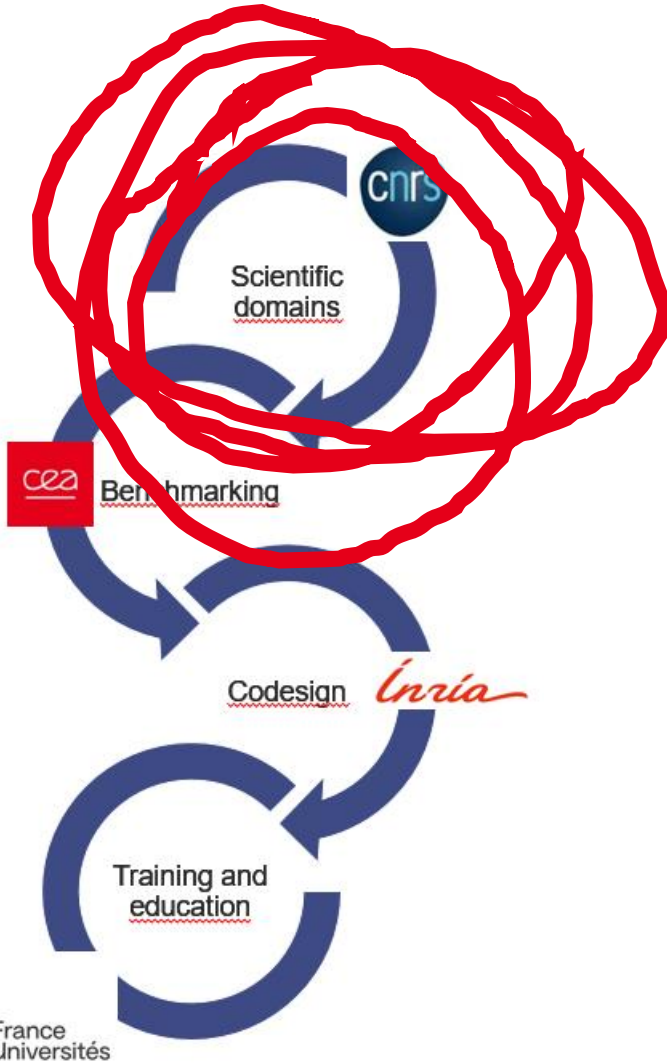 cnrs
Scientific
domains
cea
Benchmarking
Codesign
Inria
Training and
education
France
Universités